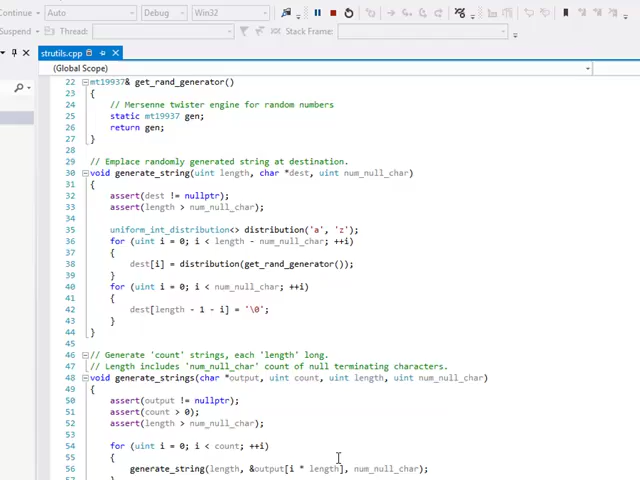 Continue Auto Debug Win32
Suspend Thread: Stack Frame:
strutils.cpp
(Global Scope)
22 mt19937& get_rand_generator()
23 {
24 // Mersenne twister engine for random numbers
25 static mt19937 gen;
26 return gen;
27 }
28
29 // Emplace randomly generated string at destination.
30 void generate_string(uint length, char *dest, uint num_null_char)
31 {
32 assert(dest != nullptr);
33 assert(length > num_null_char);
34
35 uniform_int_distribution<> distribution('a', 'z');
36 for (uint i = 0; i < length - num_null_char; ++i)
37 {
38 dest[i] = distribution(get_rand_generator());
39 }
40 for (uint i = 0; i < num_null_char; ++i)
41 {
42 dest[length - 1 - i] = '\0';
43 }
44 }
45
46 // Generate 'count' strings, each 'length' long.
47 // Length includes 'num_null_char' count of null terminating characters.
48 void generate_strings(char *output, uint count, uint length, uint num_null_char)
49 {
50 assert(output != nullptr);
51 assert(count > 0);
52 assert(length > num_null_char);
53
54 for (uint i = 0; i < count; ++i)
55 {
56 generate_string(length, &output[i * length], num_null_char);